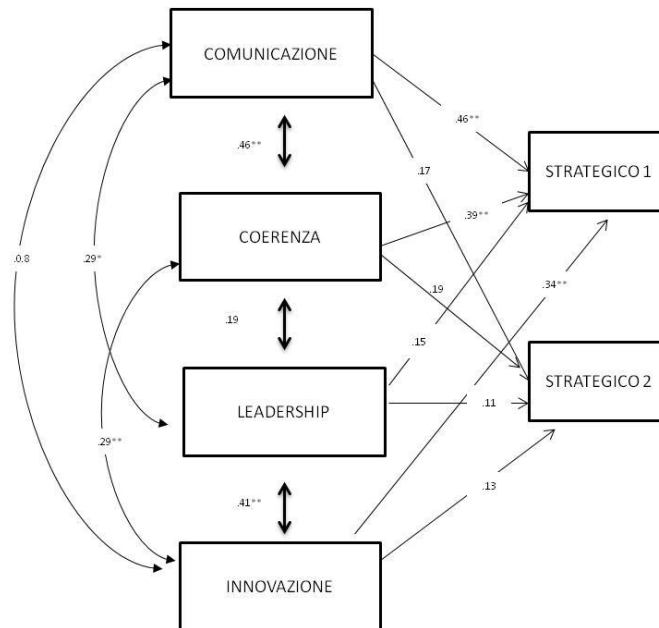 COMUNICAZIONE
.46**
.46**
STRATEGICO 1
.17
COERENZA
.39**
.0.8
.29*
.34**
.19
.19
.15
STRATEGICO 2
LEADERSHIP
.11
.29**
.41**
.13
INNOVAZIONE